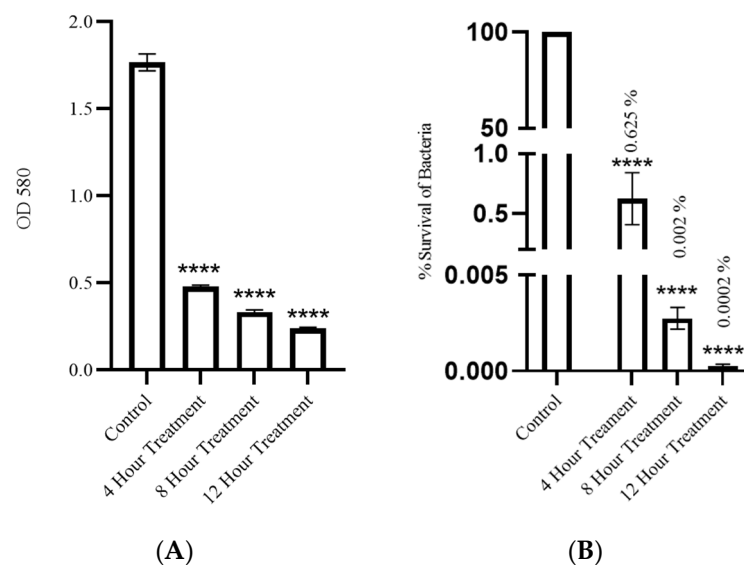 2.0
1.5
1.0
0.5
0.0
OD 580
****
****
****
Control
4 Hour Treatment
8 Hour Treatment
12 Hour Treatment
(A)
100
50
1.0
0.5
0.005
0.000
% Survival of Bacteria
0.625 %
****
0.002 %
****
0.0002 %
****
Control
4 Hour Treament
8 Hour Treatment
12 Hour Treatment
(B)